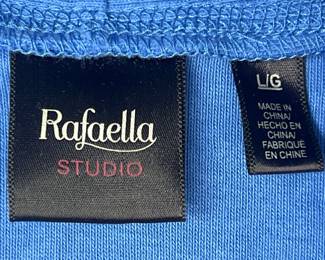 Rafaella
STUDIO
L/G
MADE IN
CHINA/
HECHO EN
CHINA/
FABRIQUE
EN CHINE